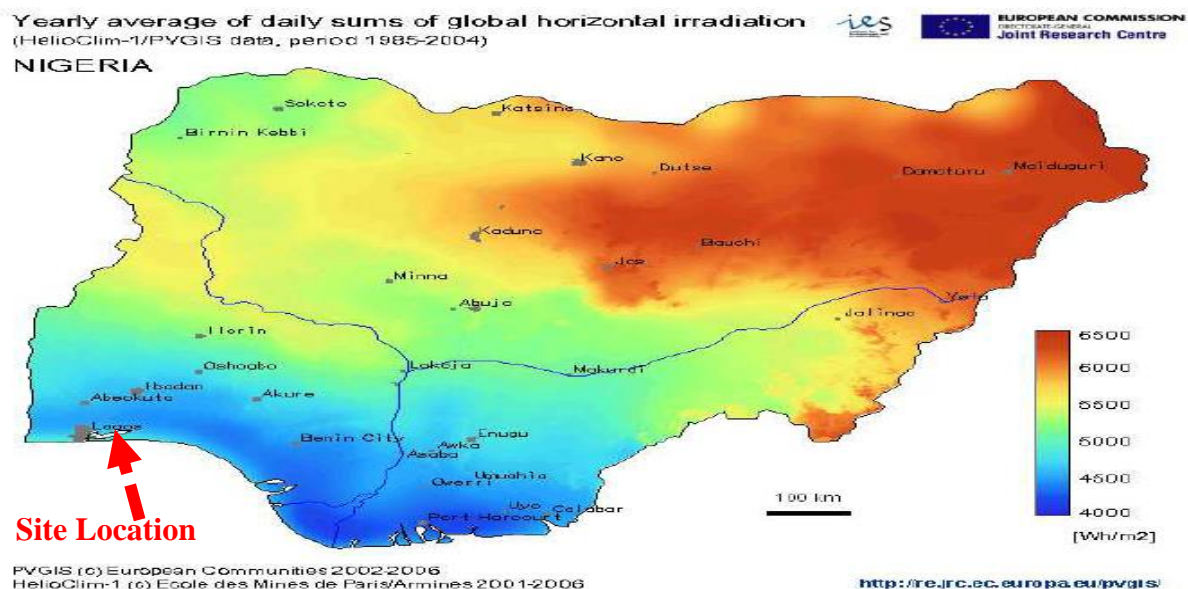 Yearly average of daily sums of global horizontal irradiation
(HelioClim-1/PVGIS data, period 1985-2004)
NIGERIA
ies
EUROPEAN COMMISSION
DIRECTORATE-GENERAL
Joint Research Centre
Sokoto
Katsina
Birnin Kebbi
Kano
Dutse
Damaturu
Maiduguri
Kaduna
Bauchi
Jos
Minna
Abuja
Yola
Jalingo
Ilorin
Oshogbo
Lokoja
Makurdi
Ibadan
Abeokuta
Akure
Lagos
Benin City
Enugu
Awka
Asaba
Umuahia
Owerri
Uyo
Calabar
Port Harcourt
Site Location
100 km
6500
6000
5500
5000
4500
4000
[Wh/m2]
PVGIS (c) European Communities 2002-2006
HelioClim-1 (c) Ecole des Mines de Paris/Armines 2001-2006
http://re.jrc.ec.europa.eu/pvgis/